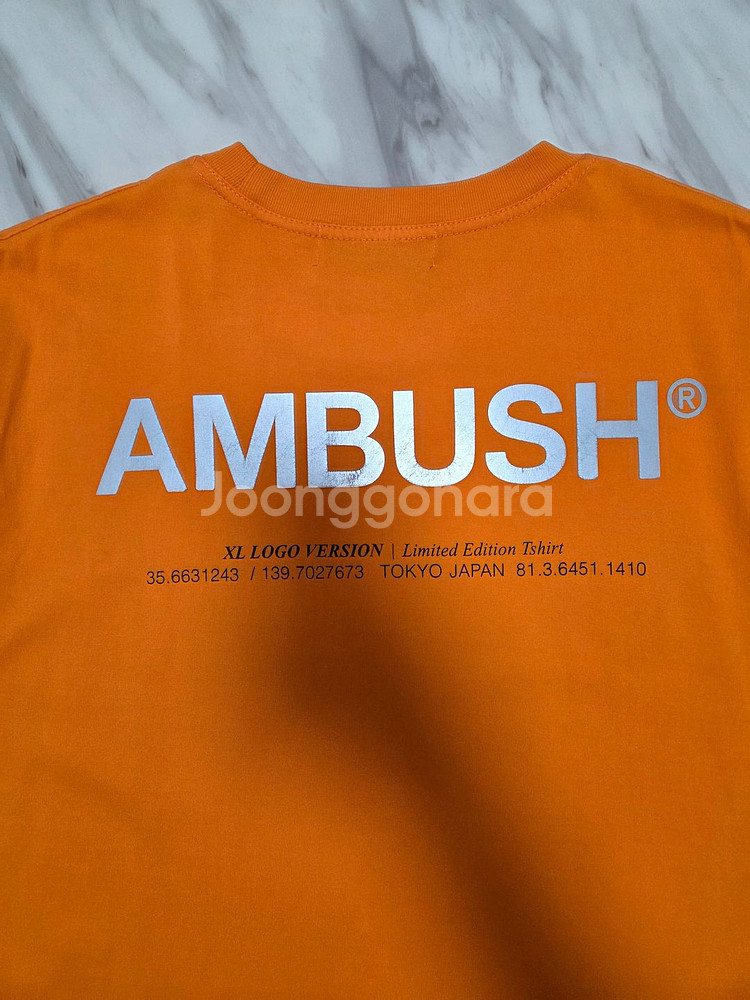 AMBUSH®
Joonggonara
XL LOGO VERSION | Limited Edition Tshirt
35.6631243 / 139.7027673 TOKYO JAPAN 81.3.6451.1410